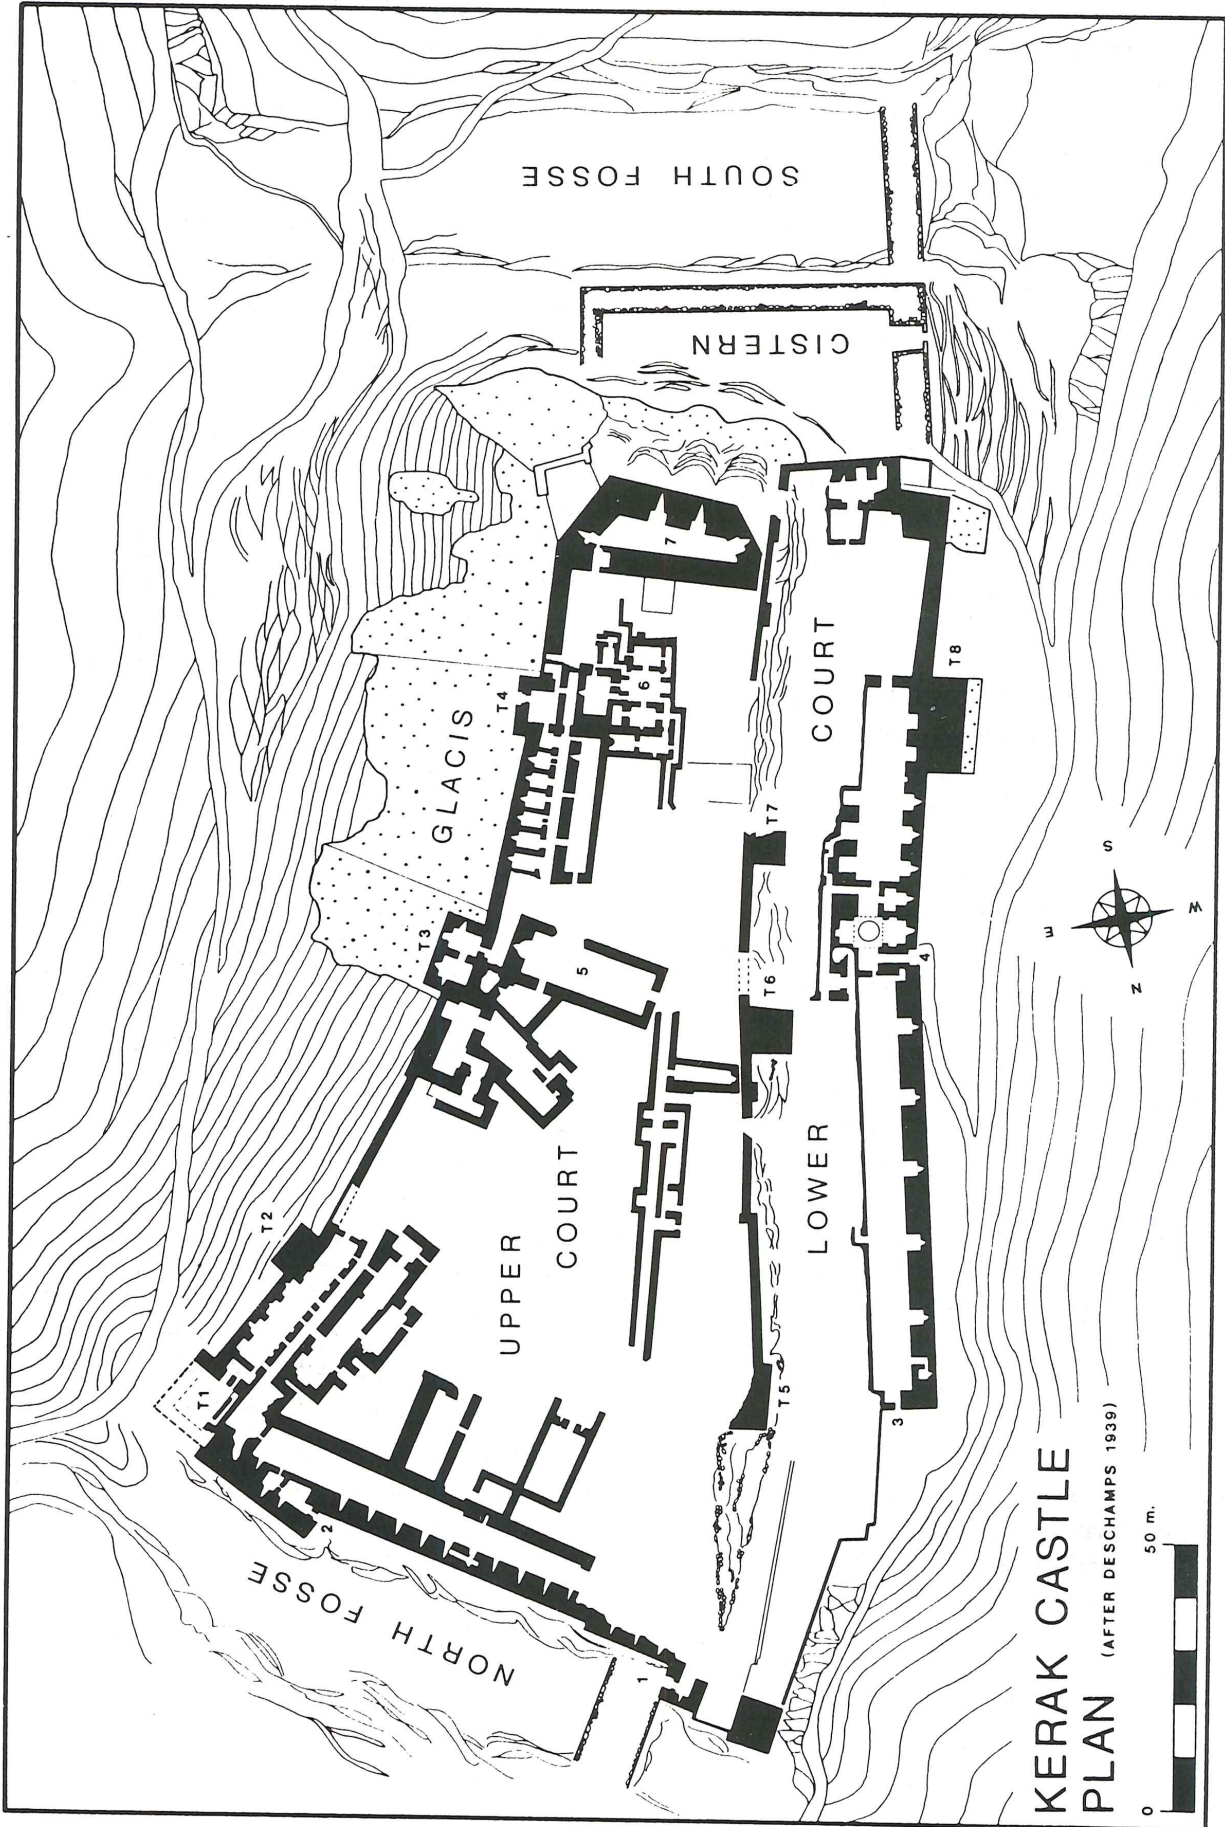 SOUTH FOSSE
CISTERN
GLACIS
T4
T3
T2
T1
7
6
5
COURT
T8
T7
T6
4
UPPER
COURT
LOWER
T5
3
2
1
NORTH FOSSE
S
E
W
N
KERAK CASTLE
PLAN (AFTER DESCHAMPS 1939)
0
50 m.